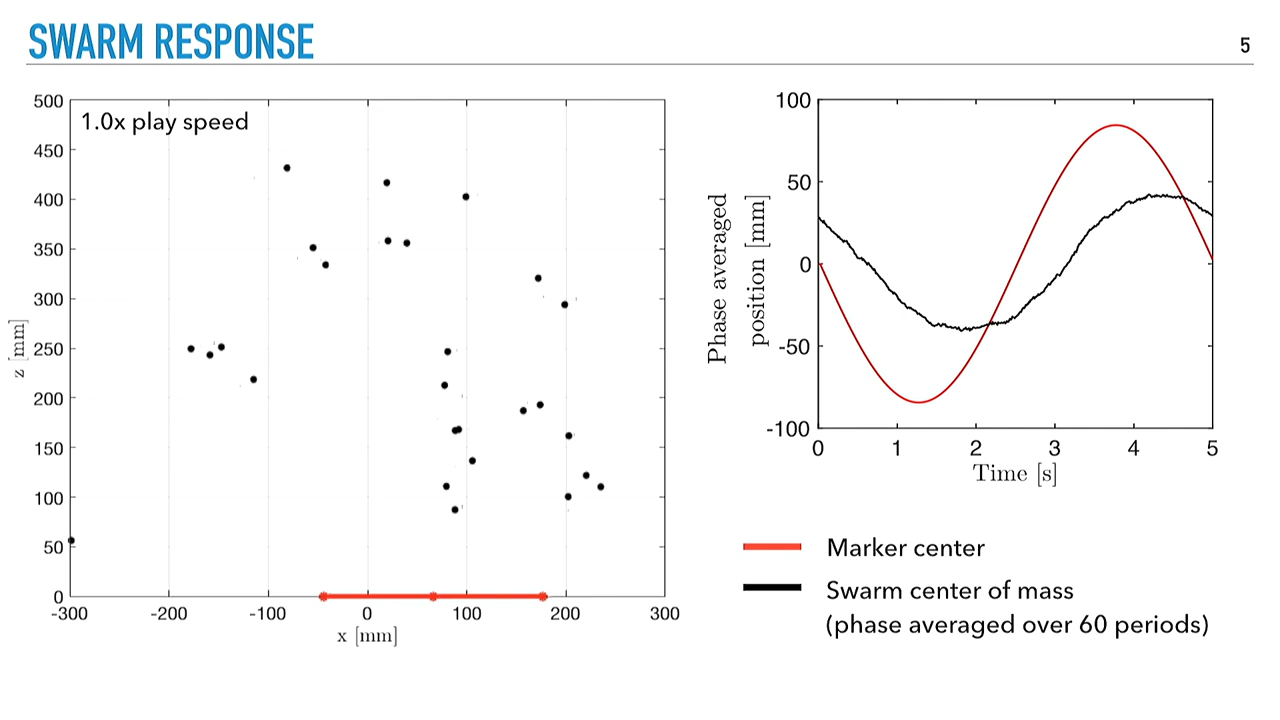 SWARM RESPONSE
5
1.0x play speed
500
450
400
350
300
250
200
150
100
50
0
z [mm]
-300 -200 -100 0 100 200 300
x [mm]
100
50
0
-50
-100
Phase averaged
position [mm]
0 1 2 3 4 5
Time [s]
Marker center
Swarm center of mass
(phase averaged over 60 periods)